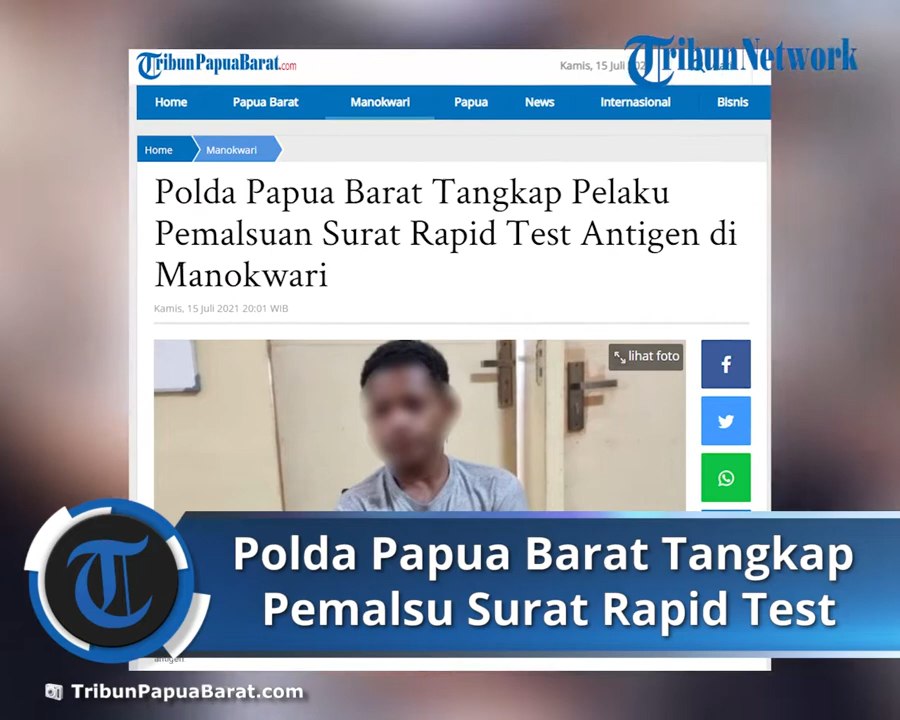 Tribun Network
TribunPapuaBarat.com
Kamis, 15 Juli
Home Papua Barat Manokwari Papua News Internasional Bisnis
Home Manokwari
Polda Papua Barat Tangkap Pelaku
Pemalsuan Surat Rapid Test Antigen di
Manokwari
Kamis, 15 Juli 2021 20:01 WIB
lihat foto
Polda Papua Barat Tangkap
Pemalsu Surat Rapid Test
antigen
TribunPapuaBarat.com